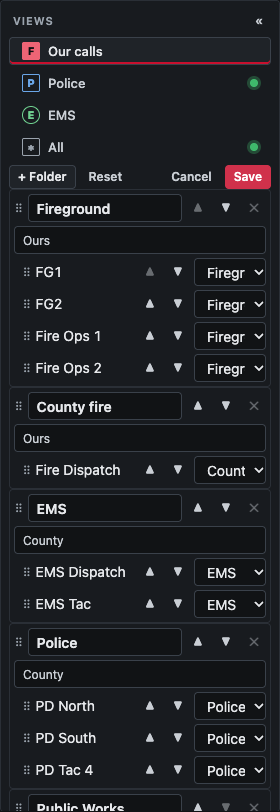 VIEWS «
F Our calls
P Police
E EMS
* All
+ Folder Reset Cancel Save
Fireground ▲ ▼ ✕
Ours
FG1 ▲ ▼ Firegr
FG2 ▲ ▼ Firegr
Fire Ops 1 ▲ ▼ Firegr
Fire Ops 2 ▲ ▼ Firegr
County fire ▲ ▼ ✕
Ours
Fire Dispatch ▲ ▼ Count
EMS ▲ ▼ ✕
County
EMS Dispatch ▲ ▼ EMS
EMS Tac ▲ ▼ EMS
Police ▲ ▼ ✕
County
PD North ▲ ▼ Police
PD South ▲ ▼ Police
PD Tac 4 ▲ ▼ Police
Public Works ▲ ▼ ✕